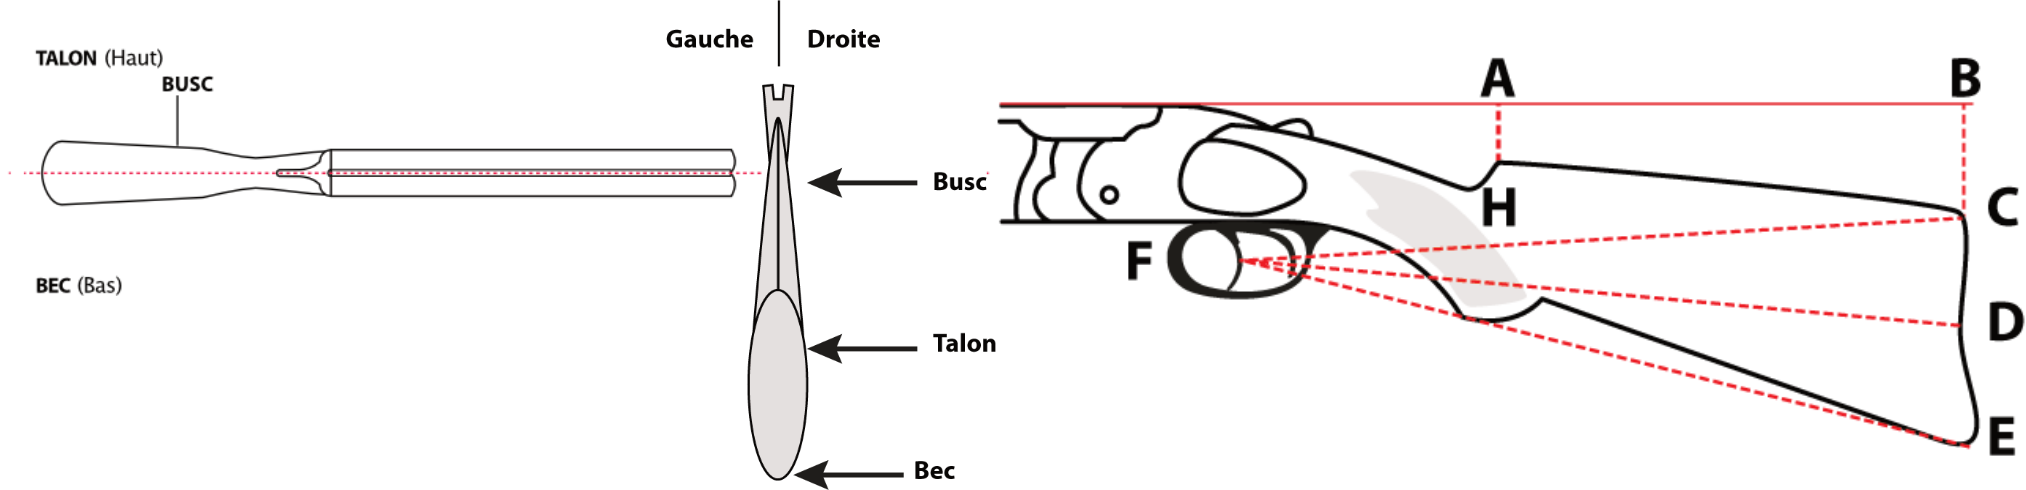 TALON (Haut)
BUSC
BEC (Bas)
Gauche
Droite
Busc
Talon
Bec
A
B
H
C
F
D
E